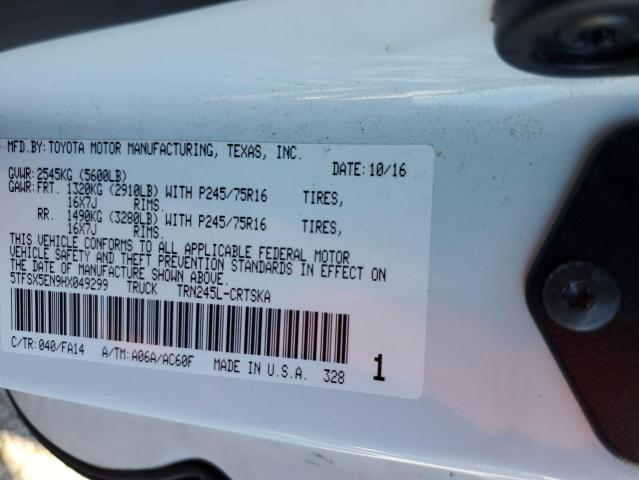 MFD.BY:TOYOTA MOTOR MANUFACTURING, TEXAS, INC.
GVWR: 2545KG (5600LB) DATE: 10/16
GAWR: FRT. 1320KG (2910LB) WITH P245/75R16 TIRES,
16X7J RIMS.
RR. 1490KG (3280LB) WITH P245/75R16 TIRES,
16X7J RIMS.
THIS VEHICLE CONFORMS TO ALL APPLICABLE FEDERAL MOTOR
VEHICLE SAFETY AND THEFT PREVENTION STANDARDS IN EFFECT ON
THE DATE OF MANUFACTURE SHOWN ABOVE.
5TFSX5EN9HX049299 TRUCK TRN245L-CRTSKA
C/TR: 040/FA14 A/TM: A06A/AC60F MADE IN U.S.A. 328 1